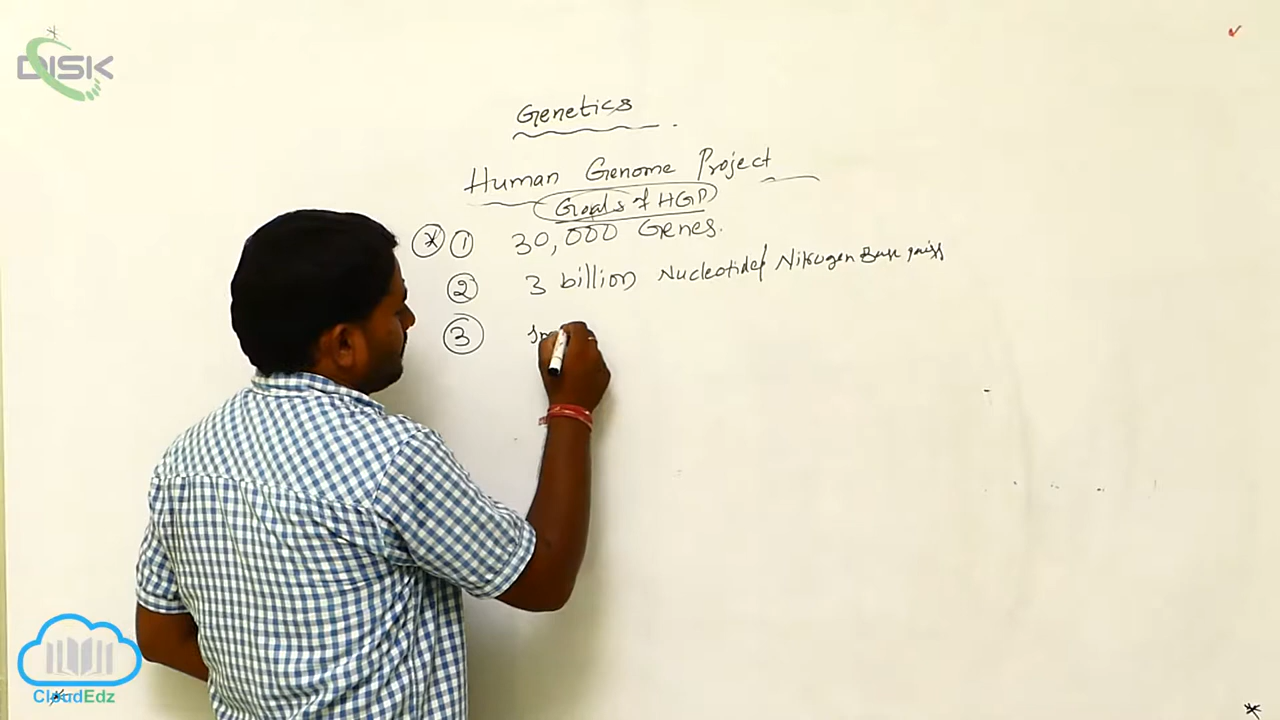 DISK
Genetics
Human Genome Project
Goals of HGP
* 1 30,000 Genes.
2 3 billion Nucleotides/ Nitrogen Base pairs
3
CloudEdz